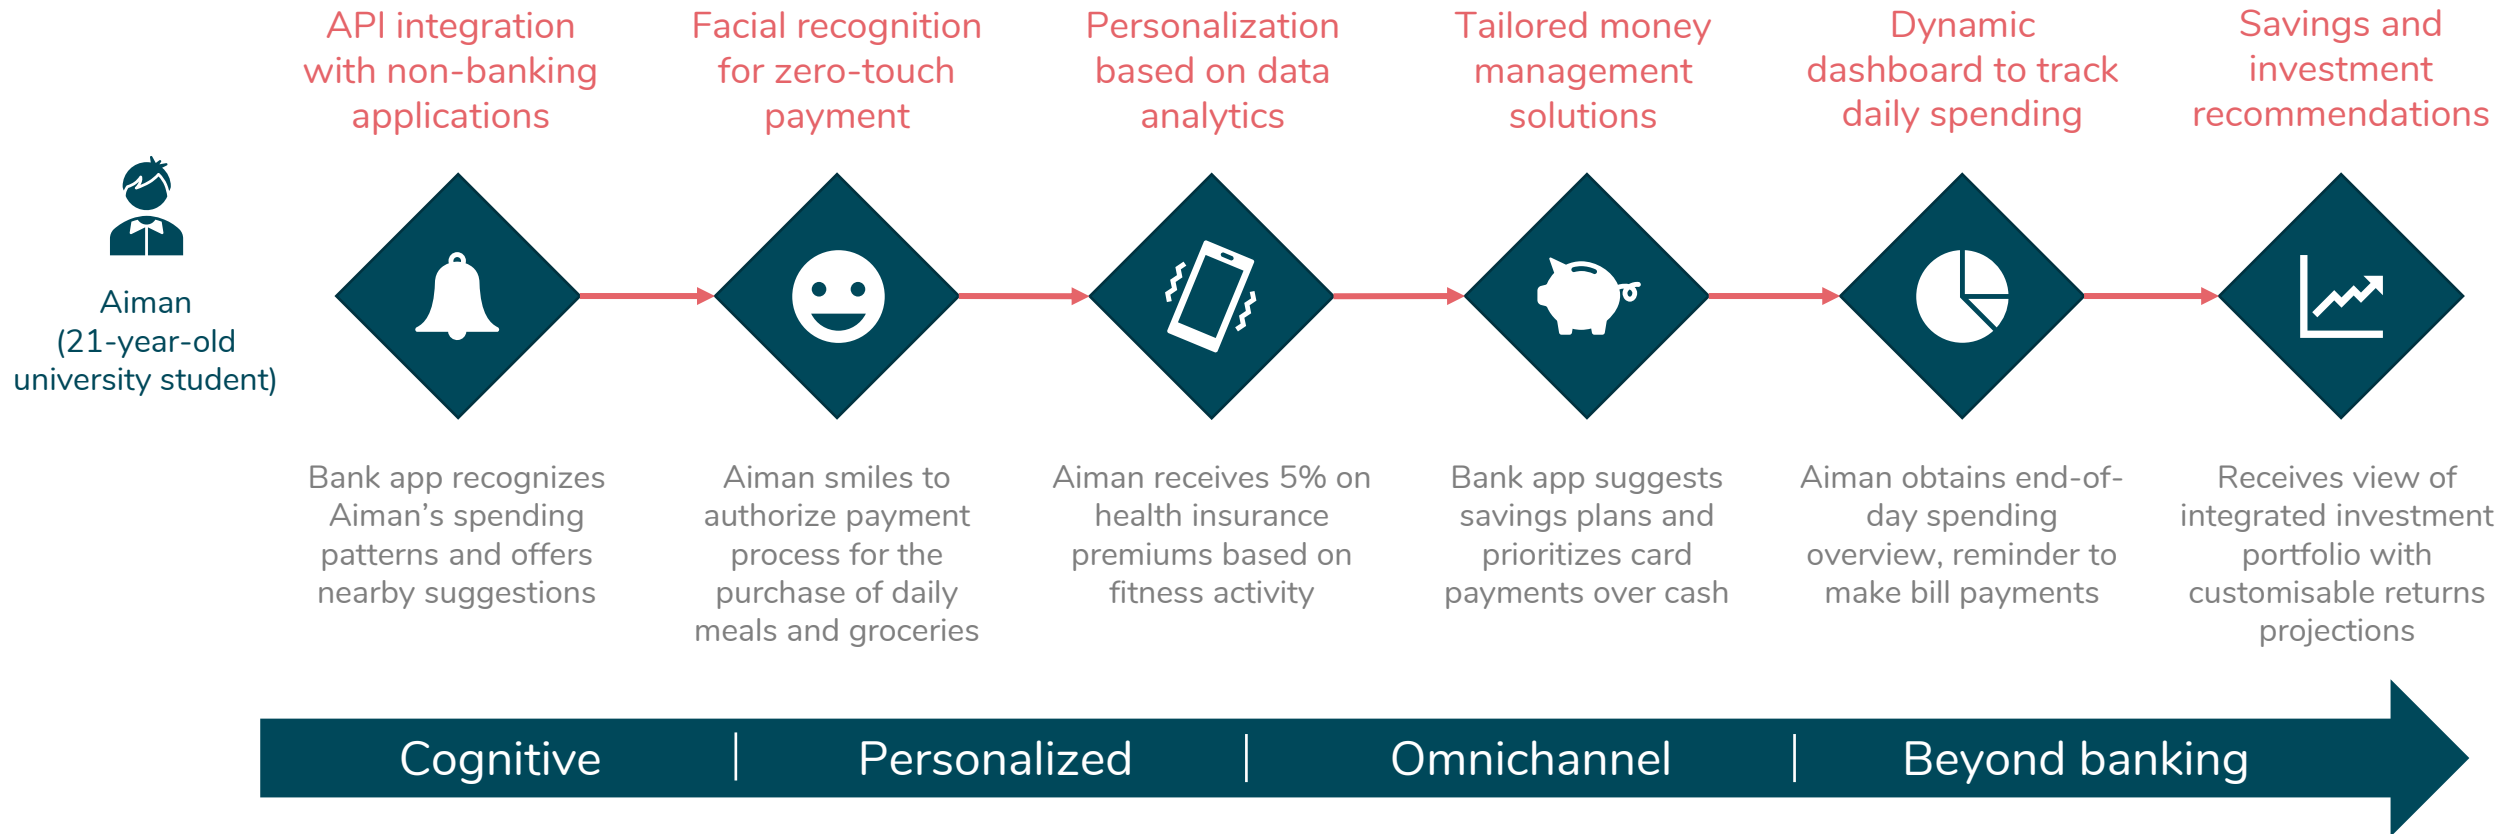 API integration
with non-banking
applications
Facial recognition
for zero-touch
payment
Personalization
based on data
analytics
Tailored money
management
solutions
Dynamic
dashboard to track
daily spending
Savings and
investment
recommendations
Aiman
(21-year-old
university student)
Bank app recognizes
Aiman’s spending
patterns and offers
nearby suggestions
Aiman smiles to
authorize payment
process for the
purchase of daily
meals and groceries
Aiman receives 5% on
health insurance
premiums based on
fitness activity
Bank app suggests
savings plans and
prioritizes card
payments over cash
Aiman obtains end-of-
day spending
overview, reminder to
make bill payments
Receives view of
integrated investment
portfolio with
customisable returns
projections
Cognitive
Personalized
Omnichannel
Beyond banking